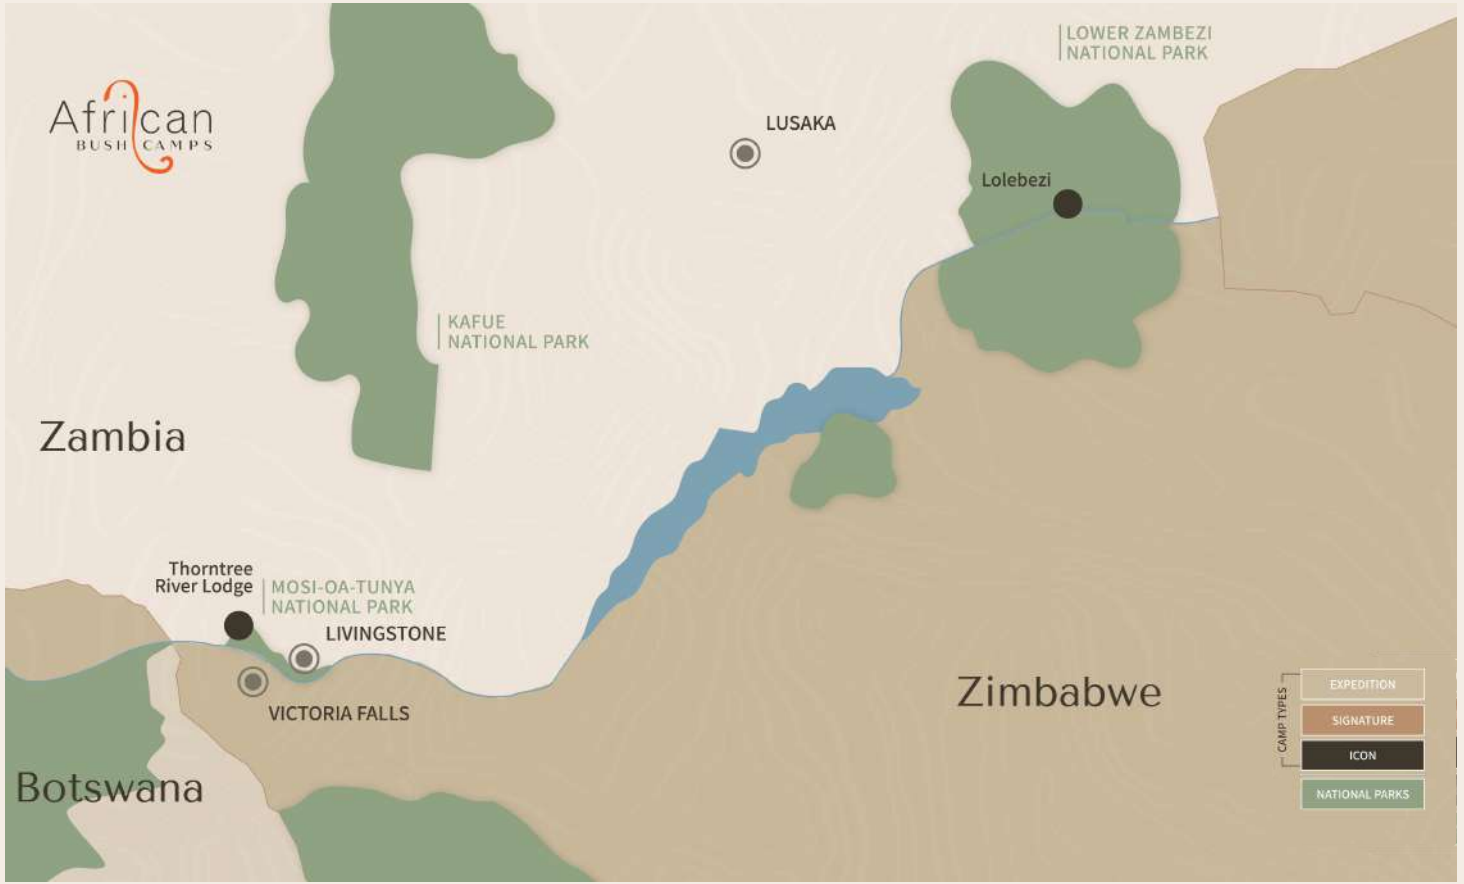 LOWER ZAMBEZI
NATIONAL PARK
African
BUSH CAMPS
LUSAKA
Lolebezi
KAFUE
NATIONAL PARK
Zambia
Thorntree
River Lodge
MOSI-OA-TUNYA
NATIONAL PARK
LIVINGSTONE
VICTORIA FALLS
Zimbabwe
Botswana
CAMP TYPES
EXPEDITION
SIGNATURE
ICON
NATIONAL PARKS